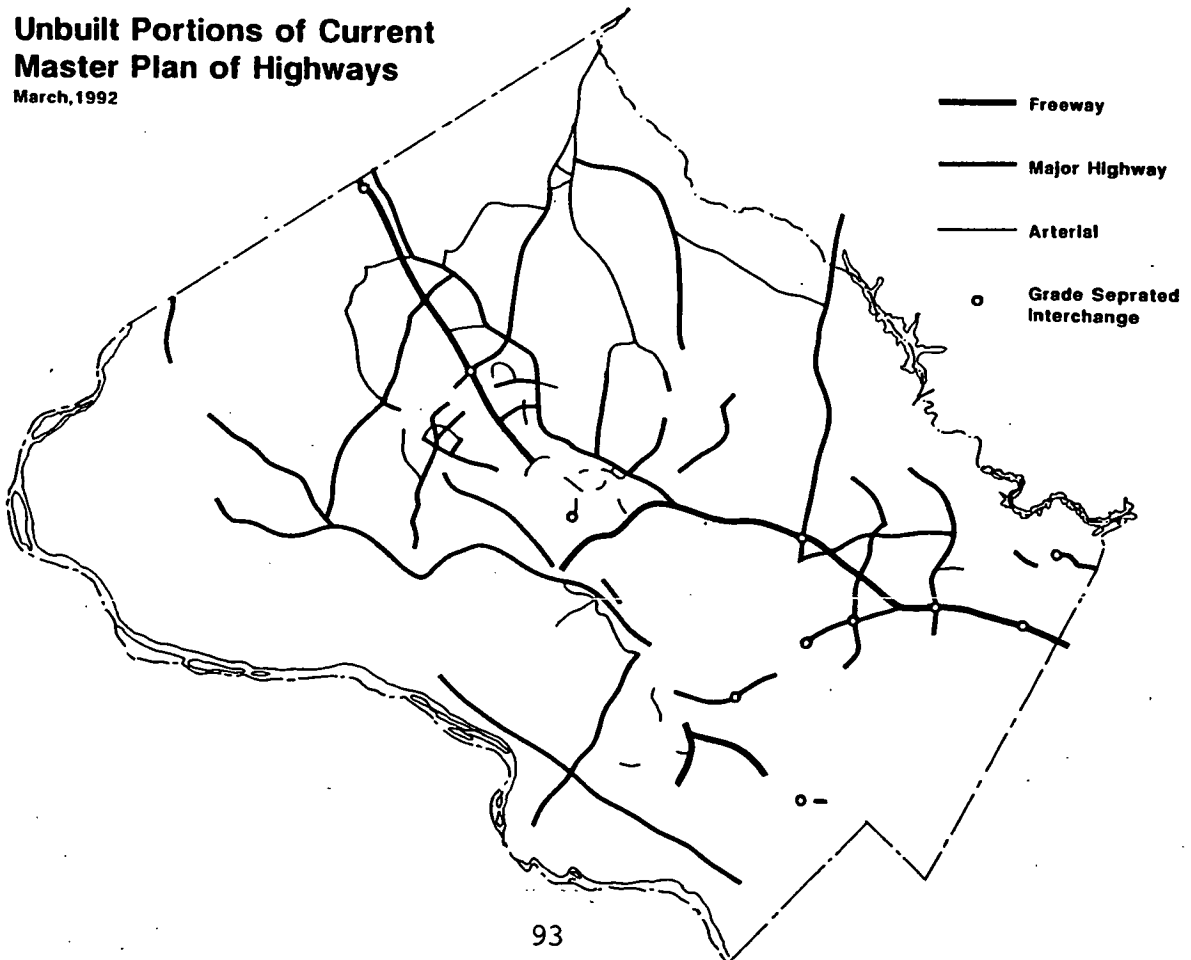 Unbuilt Portions of Current
Master Plan of Highways
March,1992
Freeway
Major Highway
Arterial
Grade Seprated
Interchange
93